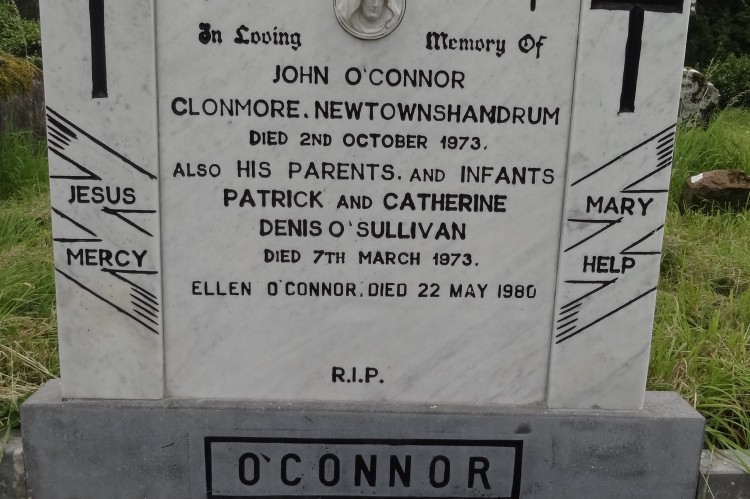 In Loving Memory Of
JOHN O'CONNOR
CLONMORE. NEWTOWNSHANDRUM
DIED 2ND OCTOBER 1973.
ALSO HIS PARENTS. AND INFANTS
PATRICK AND CATHERINE
DENIS O'SULLIVAN
DIED 7TH MARCH 1973.
ELLEN O'CONNOR. DIED 22 MAY 1980
R.I.P.
JESUS
MERCY
MARY
HELP
O'CONNOR